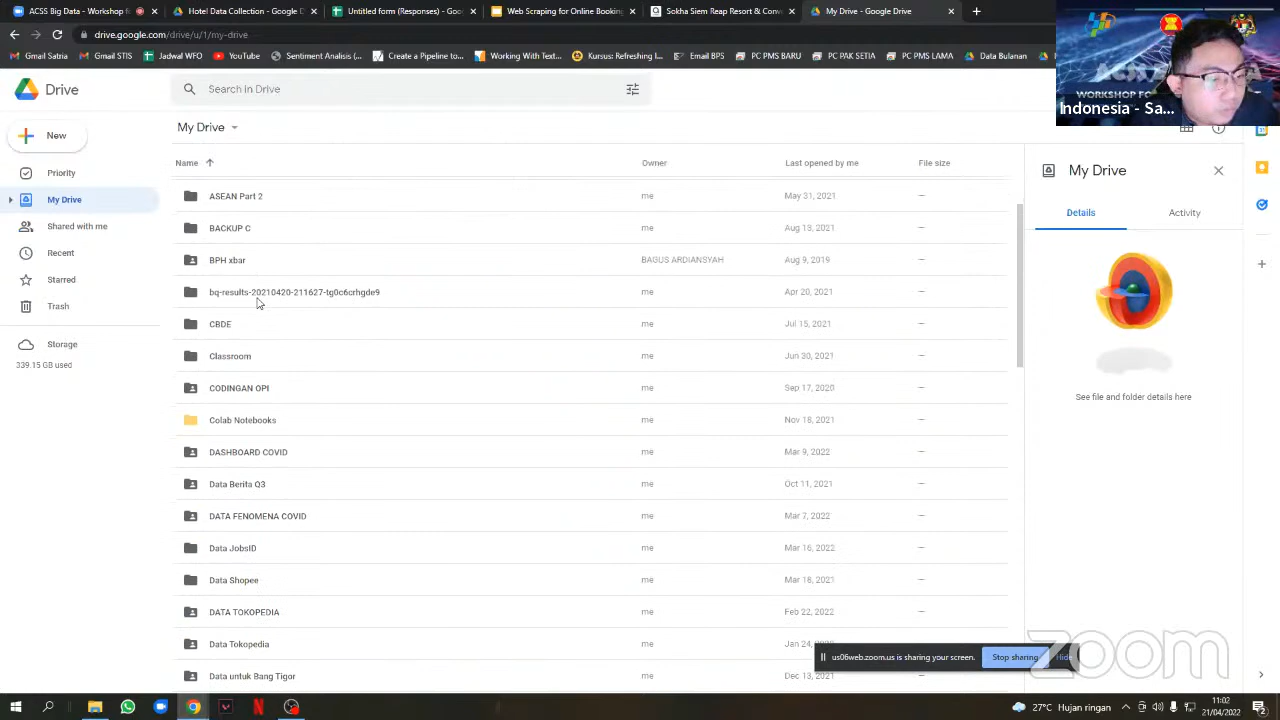 ACSS Big Data - Works
Hotel Data Collection
Untitled form (Responses)
Web Scraping for Online Business
Sokha Siem Reap Resort
My Drive - Google Drive
drive.google.com/drive/u/1/my-drive
Gmail
Gmail Satria
Gmail STIS
Jadwal WFO
YouTube
Sentiment Analysis (...
Create a Pipeline o...
Working With Text...
Kursus: Refreshing I...
Email BPS
PC PMS BARU
PC PAK SETIA
PC PMS LAMA
Data Bulanan
WORKSHOP FO
Indonesia - Sa...
Drive
Search in Drive
New
My Drive
Priority
My Drive
Shared with me
Recent
Starred
Trash
Storage
339.15 GB used
Name Owner Last opened by me File size
ASEAN Part 2 me May 31, 2021 —
BACKUP C me Aug 13, 2021 —
BPH xbar BAGUS ARDIANSYAH Aug 9, 2019 —
bq-results-20210420-211627-tg0c6crhgde9 me Apr 20, 2021 —
CBDE me Jul 15, 2021 —
Classroom me Jun 30, 2021 —
CODINGAN OPI me Sep 17, 2020 —
Colab Notebooks me Nov 18, 2021 —
DASHBOARD COVID me Mar 9, 2022 —
Data Berita Q3 me Oct 11, 2021 —
DATA FENOMENA COVID me Mar 7, 2022 —
Data JobsID me Mar 16, 2022 —
Data Shopee me Mar 18, 2021 —
DATA TOKOPEDIA me Feb 22, 2022 —
Data Tokopedia me Jan 24,
Data untuk Bang Tigor me Dec 13, 2021
My Drive
Details Activity
See file and folder details here
us06web.zoom.us is sharing your screen. Stop sharing Hide
zoom
27°C
ENG
11:02
21/04/2022